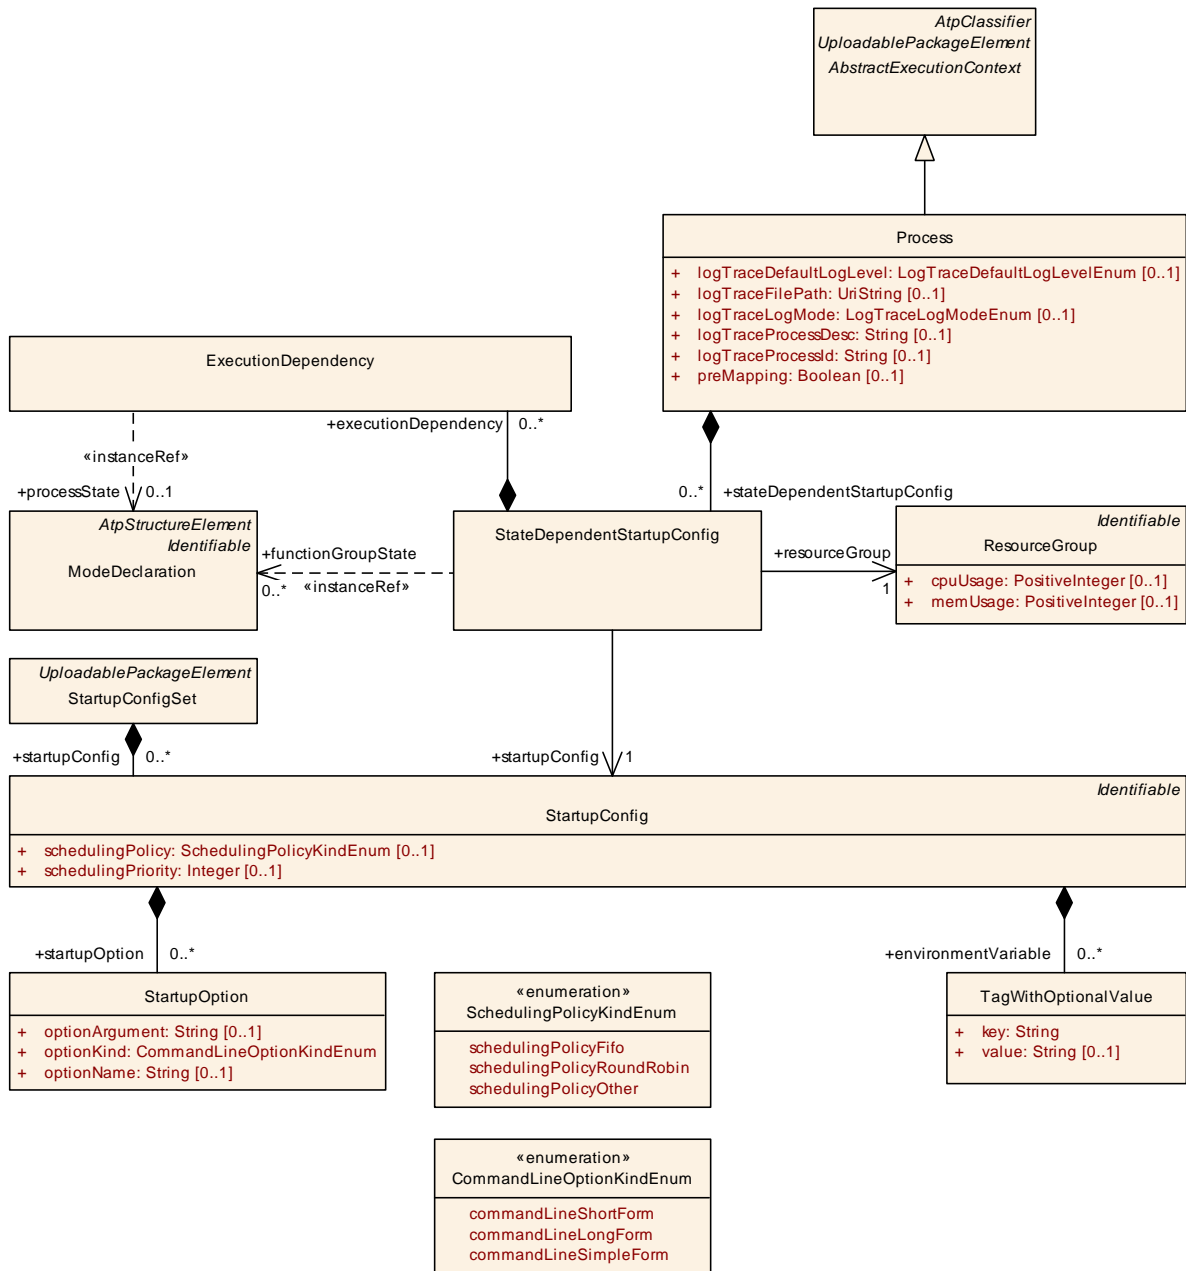 AtpClassifier
UploadablePackageElement
AbstractExecutionContext
Process
+ logTraceDefaultLogLevel: LogTraceDefaultLogLevelEnum [0..1]
+ logTraceFilePath: UriString [0..1]
+ logTraceLogMode: LogTraceLogModeEnum [0..1]
+ logTraceProcessDesc: String [0..1]
+ logTraceProcessId: String [0..1]
+ preMapping: Boolean [0..1]
ExecutionDependency
+executionDependency 0..*
«instanceRef»
+processState 0..1
0..* +stateDependentStartupConfig
AtpStructureElement
Identifiable
ModeDeclaration
+functionGroupState
0..* «instanceRef»
StateDependentStartupConfig
+resourceGroup
1
Identifiable
ResourceGroup
+ cpuUsage: PositiveInteger [0..1]
+ memUsage: PositiveInteger [0..1]
UploadablePackageElement
StartupConfigSet
+startupConfig 0..*
+startupConfig 1
Identifiable
StartupConfig
+ schedulingPolicy: SchedulingPolicyKindEnum [0..1]
+ schedulingPriority: Integer [0..1]
+startupOption 0..*
+environmentVariable 0..*
StartupOption
+ optionArgument: String [0..1]
+ optionKind: CommandLineOptionKindEnum
+ optionName: String [0..1]
«enumeration»
SchedulingPolicyKindEnum
schedulingPolicyFifo
schedulingPolicyRoundRobin
schedulingPolicyOther
TagWithOptionalValue
+ key: String
+ value: String [0..1]
«enumeration»
CommandLineOptionKindEnum
commandLineShortForm
commandLineLongForm
commandLineSimpleForm